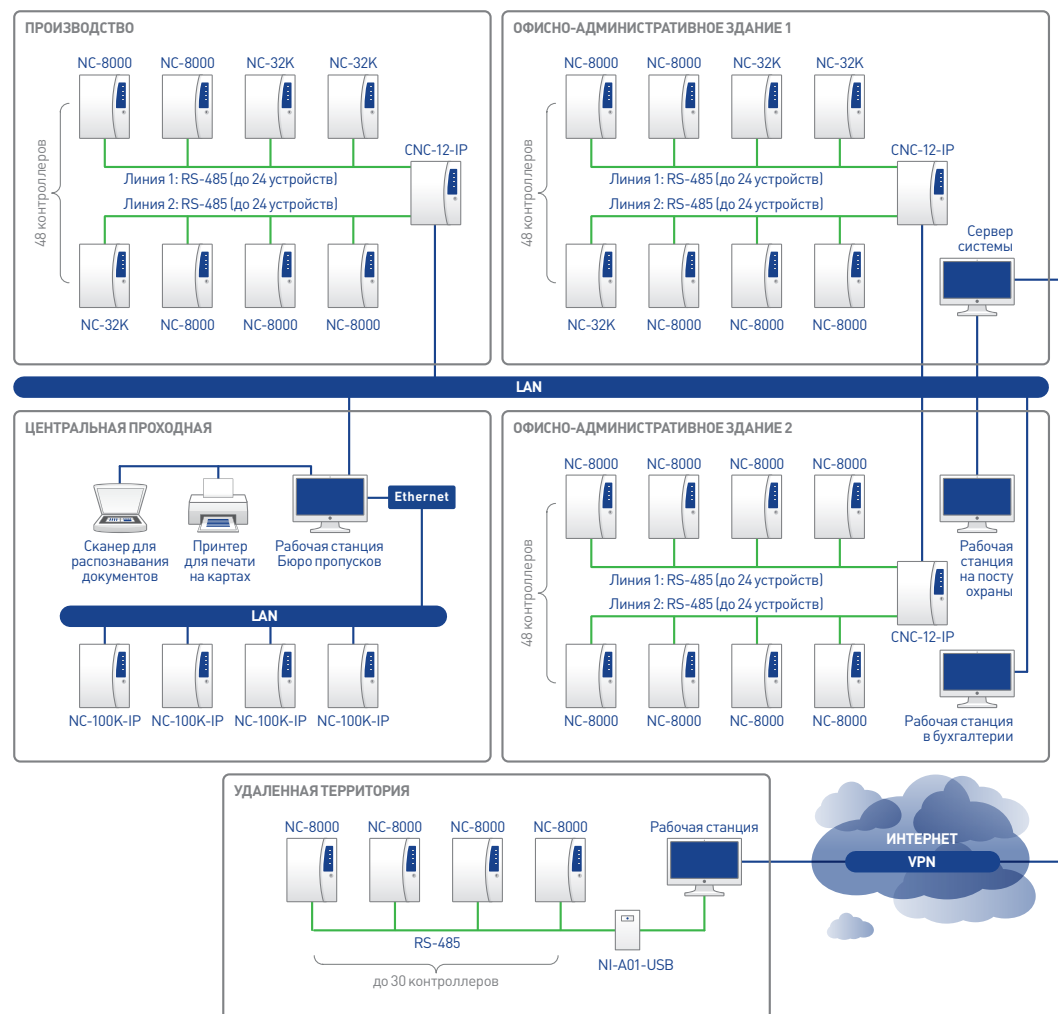 ПРОИЗВОДСТВО
NC-8000 NC-8000 NC-32K NC-32K
48 контроллеров
CNC-12-IP
Линия 1: RS-485 (до 24 устройств)
Линия 2: RS-485 (до 24 устройств)
NC-32K NC-8000 NC-8000 NC-8000
ОФИСНО-АДМИНИСТРАТИВНОЕ ЗДАНИЕ 1
NC-8000 NC-8000 NC-32K NC-32K
48 контроллеров
CNC-12-IP
Линия 1: RS-485 (до 24 устройств)
Линия 2: RS-485 (до 24 устройств)
Сервер
системы
NC-32K NC-8000 NC-8000 NC-8000
LAN
ЦЕНТРАЛЬНАЯ ПРОХОДНАЯ
Ethernet
Сканер для
распознавания
документов
Принтер
для печати
на картах
Рабочая станция
Бюро пропусков
LAN
NC-100K-IP NC-100K-IP NC-100K-IP NC-100K-IP
ОФИСНО-АДМИНИСТРАТИВНОЕ ЗДАНИЕ 2
NC-8000 NC-8000 NC-8000 NC-8000
48 контроллеров
Рабочая
станция
на посту
охраны
Линия 1: RS-485 (до 24 устройств)
Линия 2: RS-485 (до 24 устройств)
CNC-12-IP
NC-8000 NC-8000 NC-8000 NC-8000
Рабочая станция
в бухгалтерии
УДАЛЕННАЯ ТЕРРИТОРИЯ
NC-8000 NC-8000 NC-8000 NC-8000
Рабочая станция
RS-485
NI-A01-USB
до 30 контроллеров
ИНТЕРНЕТ
VPN